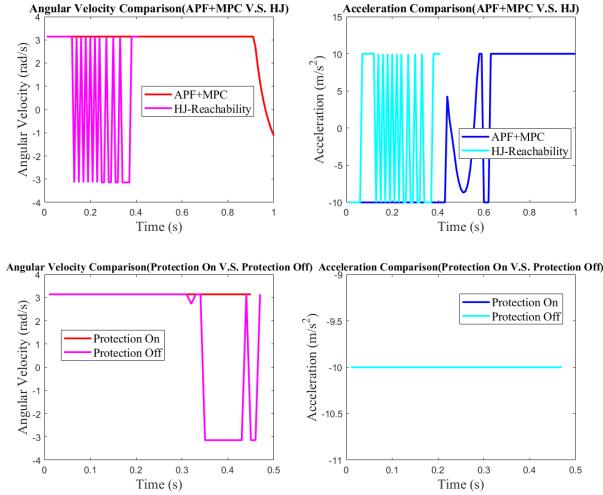 Angular Velocity Comparison(APF+MPC V.S. HJ)
Angular Velocity (rad/s)
4
3
2
1
0
-1
-2
-3
-4
APF+MPC
HJ-Reachability
0
0.2
0.4
0.6
0.8
1
Time (s)
Acceleration Comparison(APF+MPC V.S. HJ)
Acceleration (m/s²)
15
10
5
0
-5
-10
APF+MPC
HJ-Reachability
0
0.2
0.4
0.6
0.8
1
Time (s)
Angular Velocity Comparison(Protection On V.S. Protection Off)
Angular Velocity (rad/s)
4
3
2
1
0
-1
-2
-3
-4
Protection On
Protection Off
0
0.1
0.2
0.3
0.4
0.5
Time (s)
Acceleration Comparison(Protection On V.S. Protection Off)
Acceleration (m/s²)
-9
-9.5
-10
-10.5
-11
Protection On
Protection Off
0
0.1
0.2
0.3
0.4
0.5
Time (s)